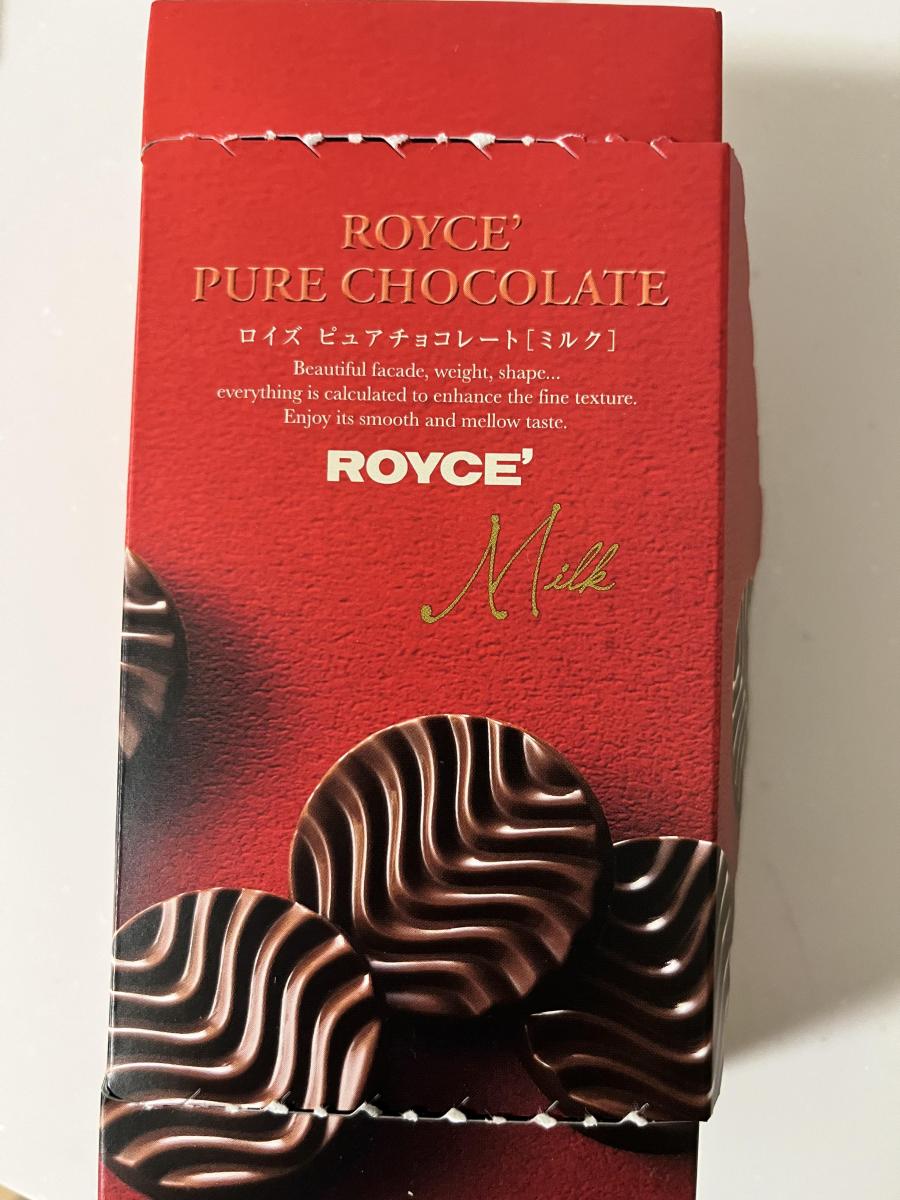 ROYCE’
PURE CHOCOLATE
ロイズ ピュアチョコレート[ミルク]
Beautiful facade, weight, shape...
everything is calculated to enhance the fine texture.
Enjoy its smooth and mellow taste.
ROYCE’
Milk